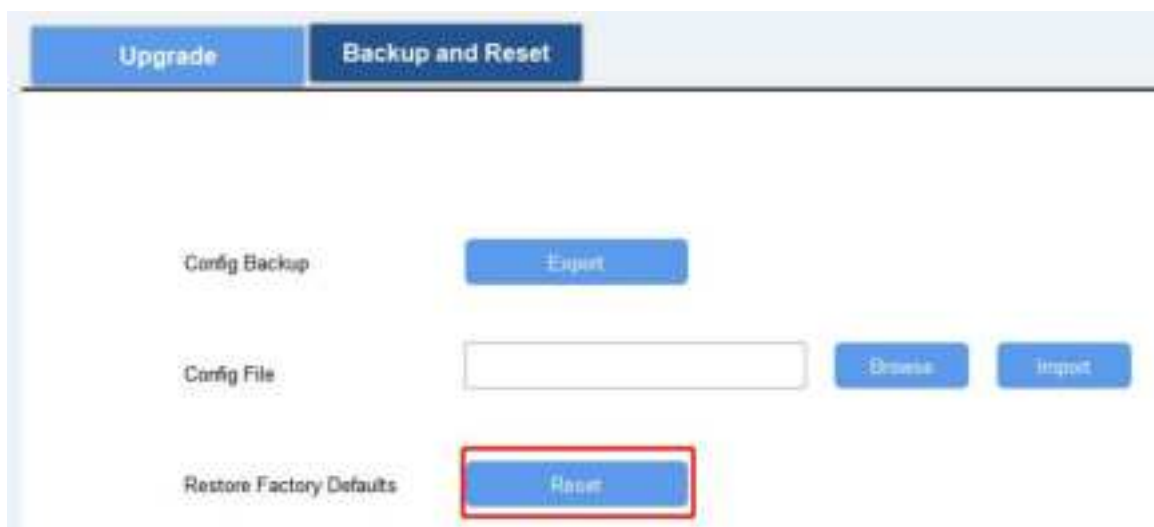 Upgrade Backup and Reset
Config Backup Export
Config File Browse Import
Restore Factory Defaults Reset